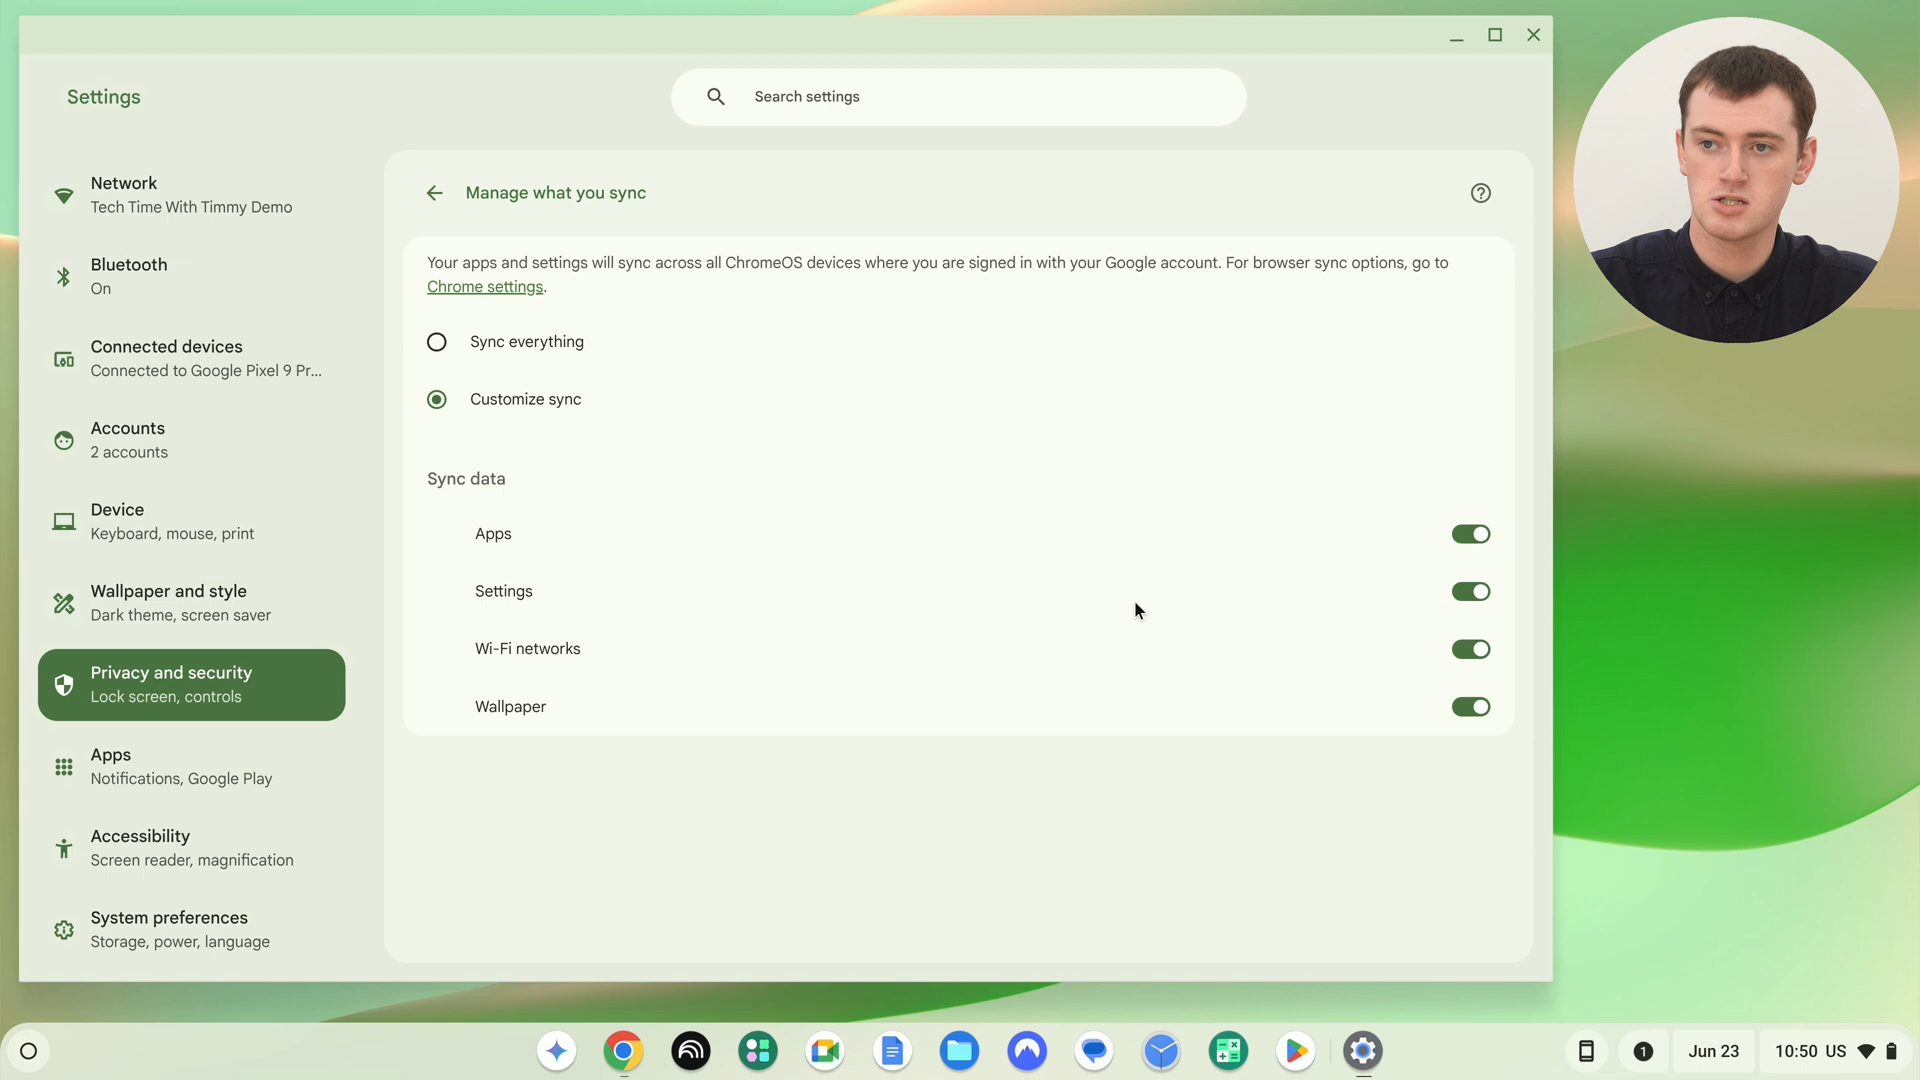 Settings
Search settings
Network
Tech Time With Timmy Demo
Bluetooth
On
Connected devices
Connected to Google Pixel 9 Pr...
Accounts
2 accounts
Device
Keyboard, mouse, print
Wallpaper and style
Dark theme, screen saver
Privacy and security
Lock screen, controls
Apps
Notifications, Google Play
Accessibility
Screen reader, magnification
System preferences
Storage, power, language
Manage what you sync
Your apps and settings will sync across all ChromeOS devices where you are signed in with your Google account. For browser sync options, go to
Chrome settings.
Sync everything
Customize sync
Sync data
Apps
Settings
Wi-Fi networks
Wallpaper
1
Jun 23
10:50 US